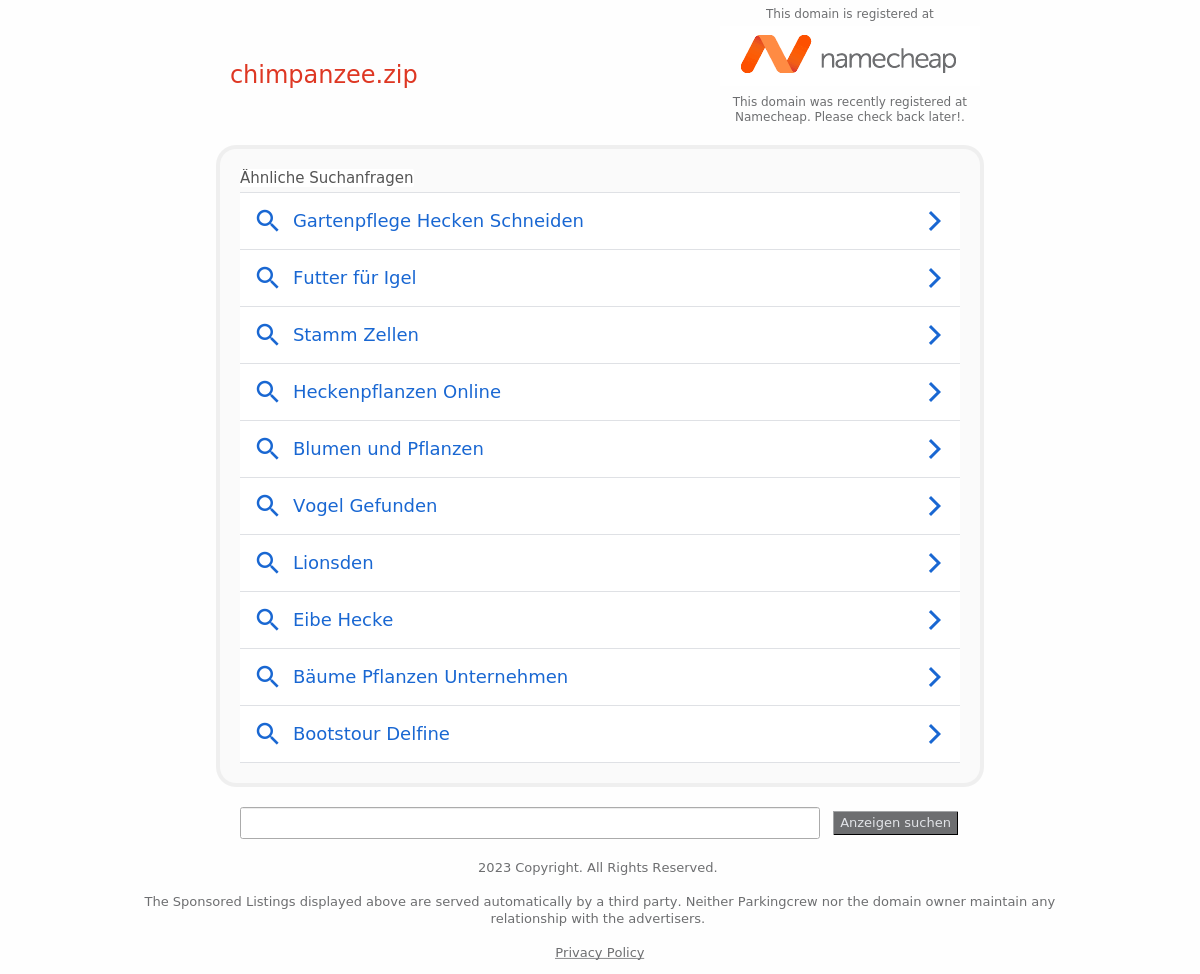 This domain is registered at
namecheap
chimpanzee.zip
This domain was recently registered at
Namecheap. Please check back later!.
Ähnliche Suchanfragen
Gartenpflege Hecken Schneiden
Futter für Igel
Stamm Zellen
Heckenpflanzen Online
Blumen und Pflanzen
Vogel Gefunden
Lionsden
Eibe Hecke
Bäume Pflanzen Unternehmen
Bootstour Delfine
Anzeigen suchen
2023 Copyright. All Rights Reserved.
The Sponsored Listings displayed above are served automatically by a third party. Neither Parkingcrew nor the domain owner maintain any
relationship with the advertisers.
Privacy Policy